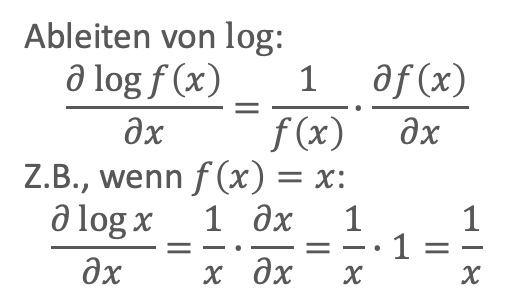 Ableiten von log:
∂ log f(x) / ∂x = 1 / f(x) · ∂f(x) / ∂x
Z.B., wenn f(x) = x:
∂ log x / ∂x = 1 / x · ∂x / ∂x = 1 / x · 1 = 1 / x